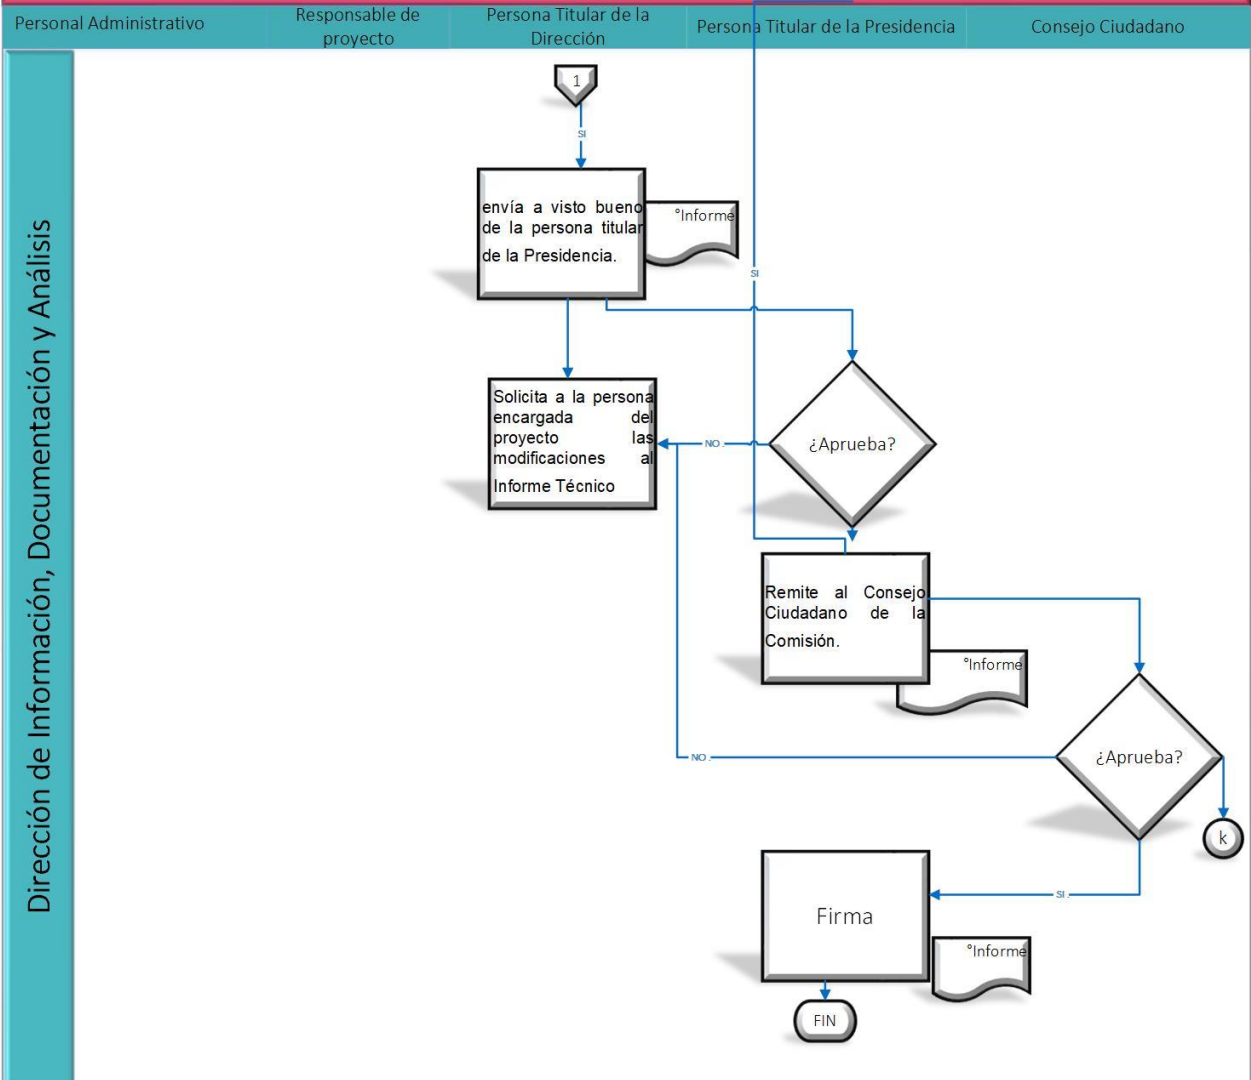 Personal Administrativo
Responsable de
proyecto
Persona Titular de la
Dirección
Persona Titular de la Presidencia
Consejo Ciudadano
Dirección de Información, Documentación y Análisis
1
SI
envía a visto bueno
de la persona titular
de la Presidencia.
°Informe
SI
Solicita a la persona
encargada del
proyecto las
modificaciones al
Informe Técnico
NO
¿Aprueba?
Remite al Consejo
Ciudadano de la
Comisión.
°Informe
NO
¿Aprueba?
k
SI
Firma
°Informe
FIN